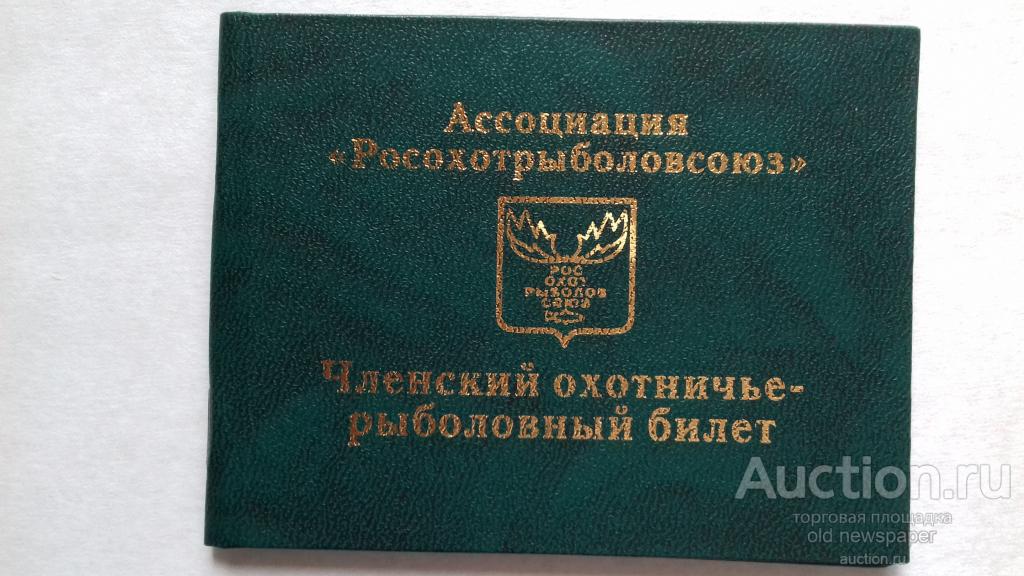 Ассоциация
«Росохотрыболовсоюз»
РОС
ОХОТ
РЫБОЛОВ
СОЮЗ
Членский охотничье-
рыболовный билет
Auction.ru
торговая площадка
old newspaper
auction.ru